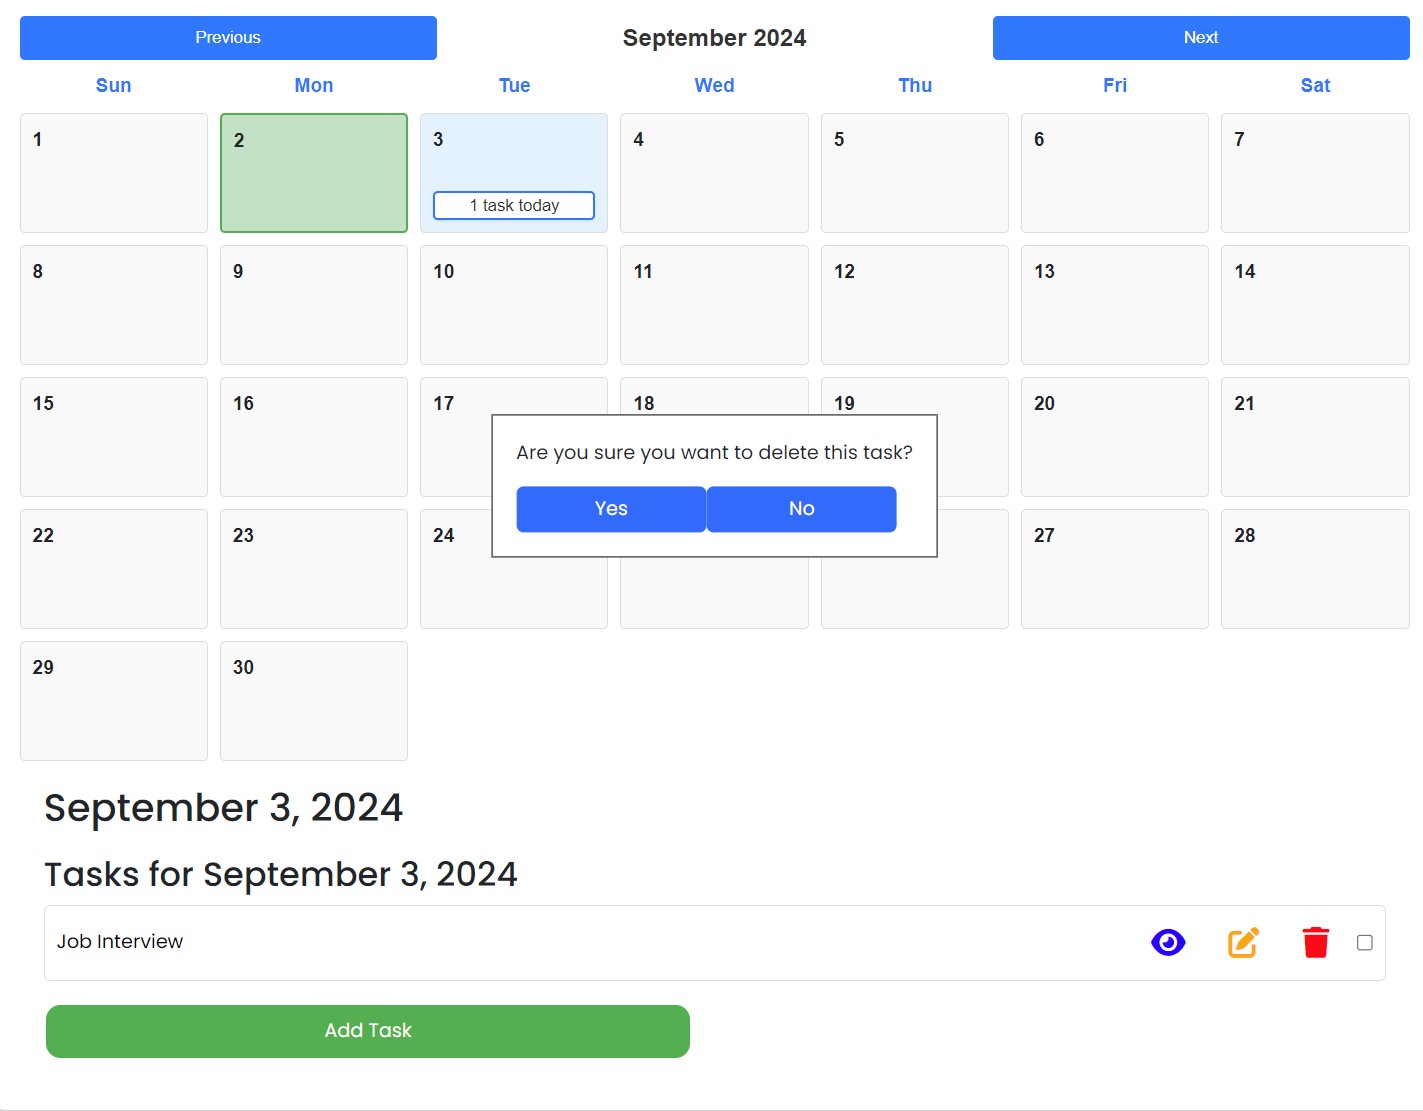 Previous September 2024 Next
Sun Mon Tue Wed Thu Fri Sat
1 2 3 4 5 6 7
1 task today
8 9 10 11 12 13 14
15 16 17 18 19 20 21
Are you sure you want to delete this task?
Yes No
22 23 24 27 28
29 30
September 3, 2024
Tasks for September 3, 2024
Job Interview
Add Task